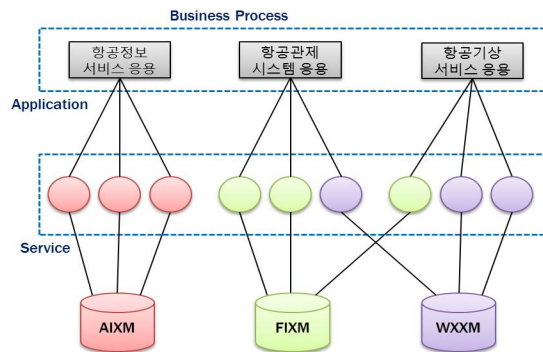 Business Process
항공정보
서비스 응용
항공관제
시스템 응용
항공기상
서비스 응용
Application
Service
AIXM
FIXM
WXXM